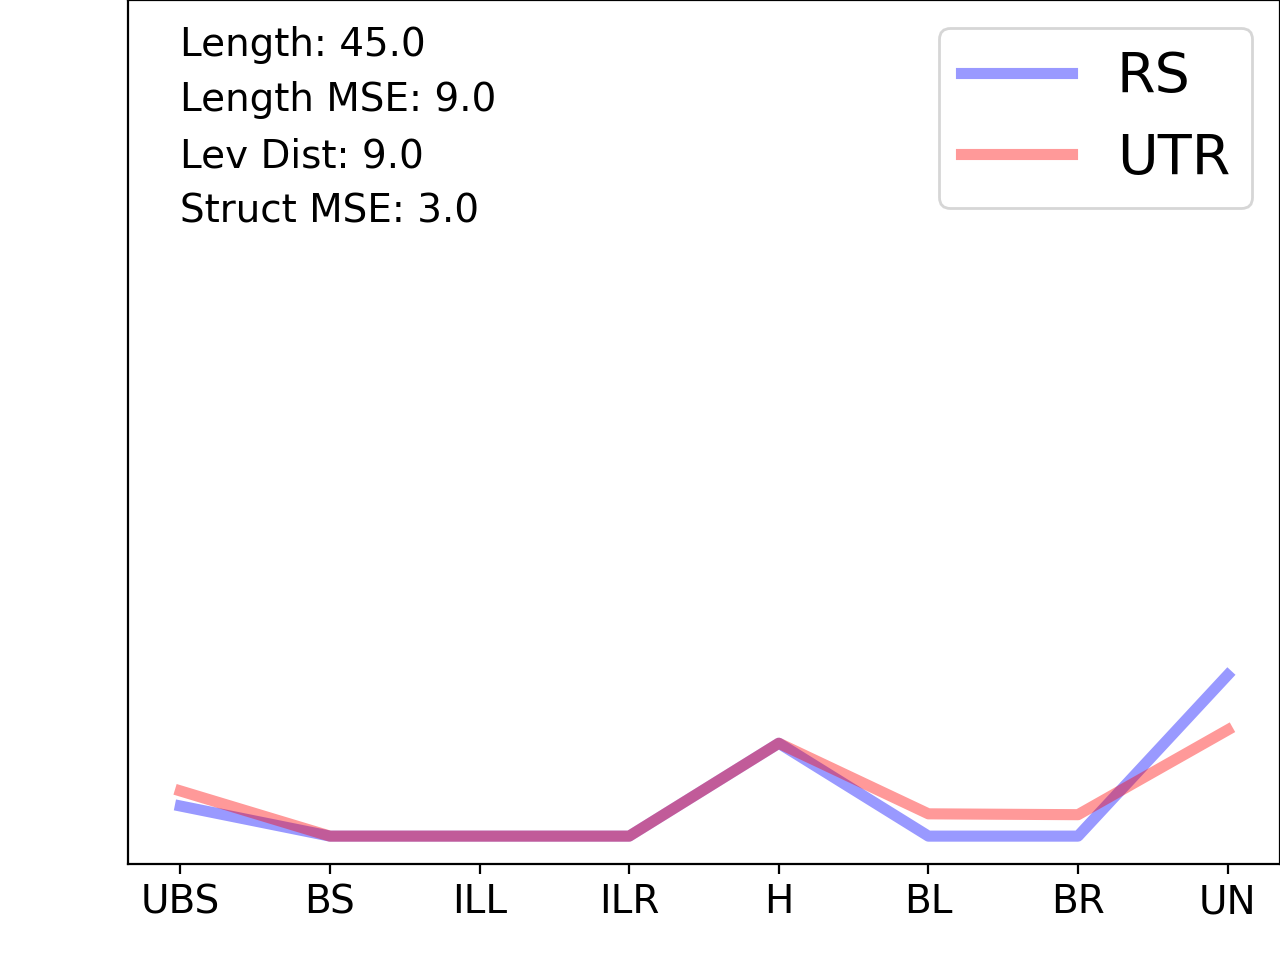 Length: 45.0
Length MSE: 9.0
Lev Dist: 9.0
Struct MSE: 3.0
RS
UTR
UBS BS ILL ILR H BL BR UN